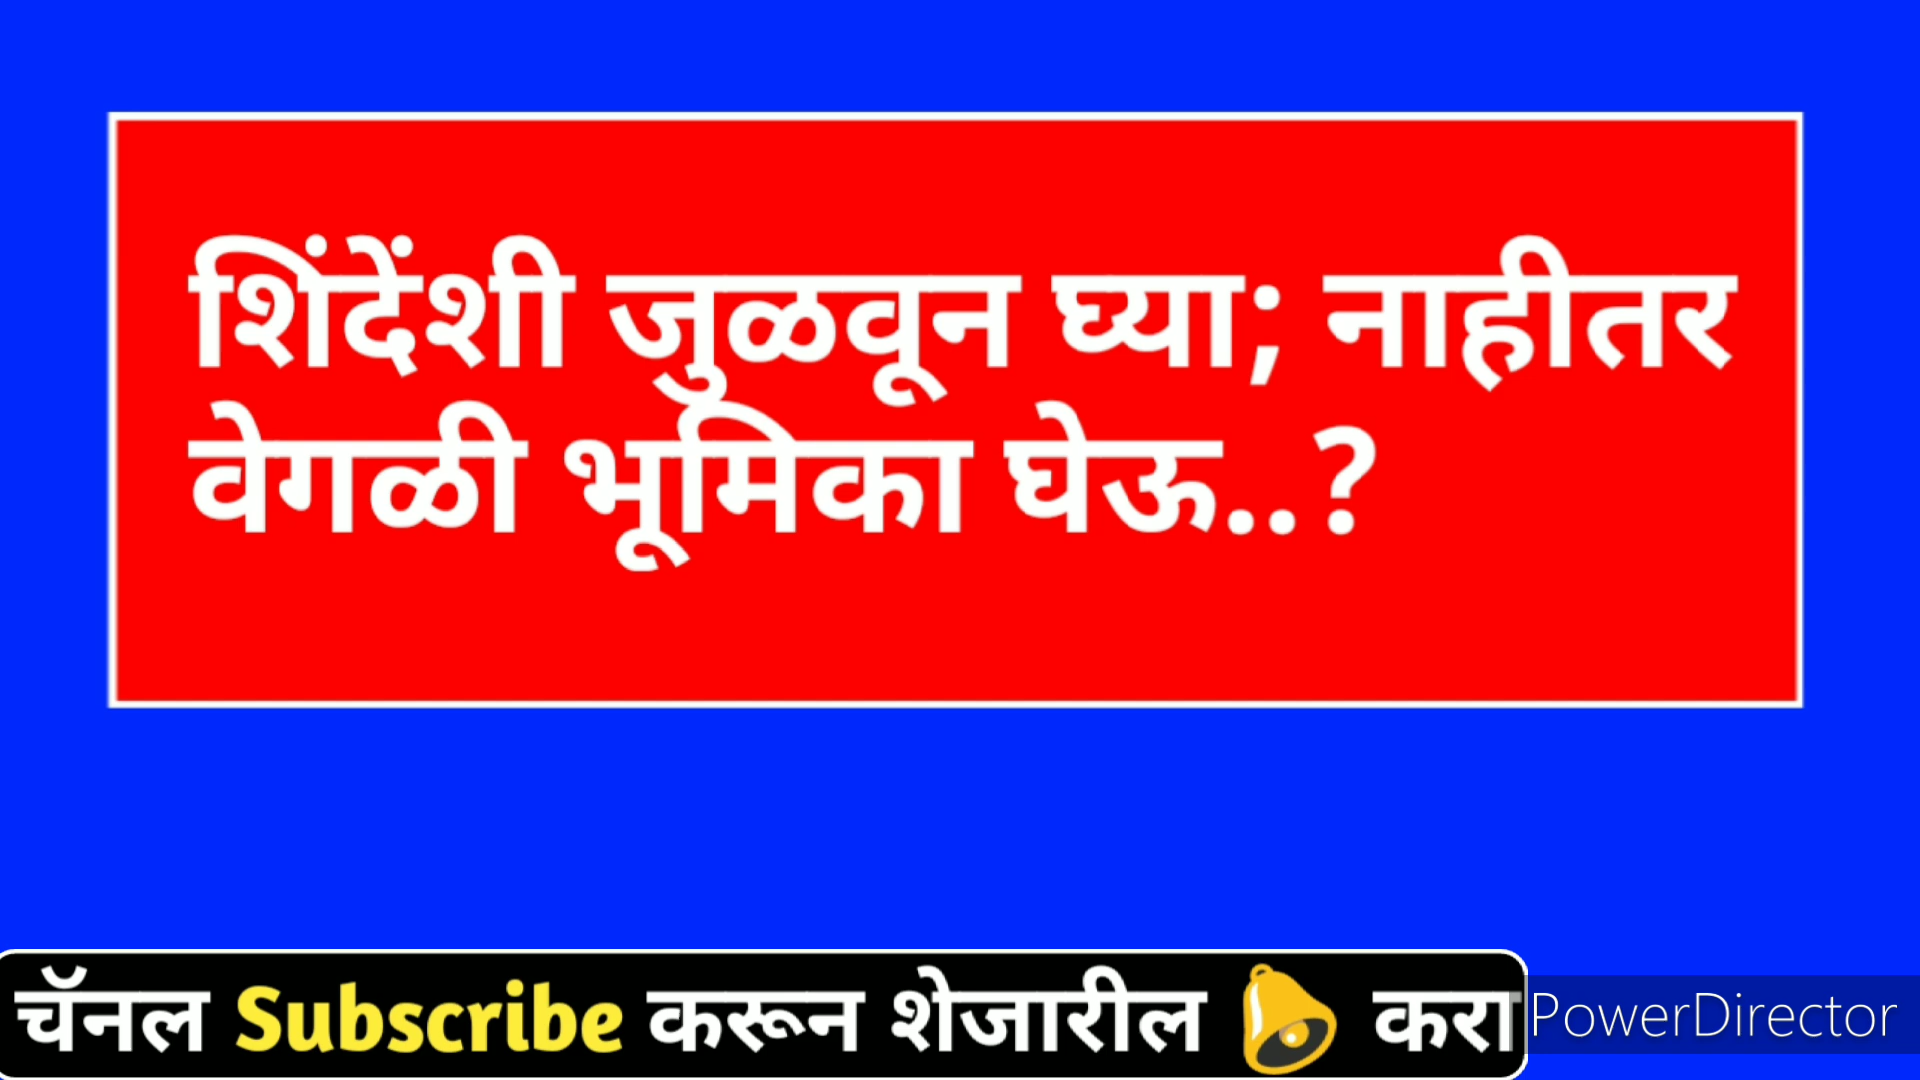 शिंदेंशी जुळवून घ्या; नाहीतर
वेगळी भूमिका घेऊ..?
चॅनल Subscribe करून शेजारील 🔔 करा
PowerDirector